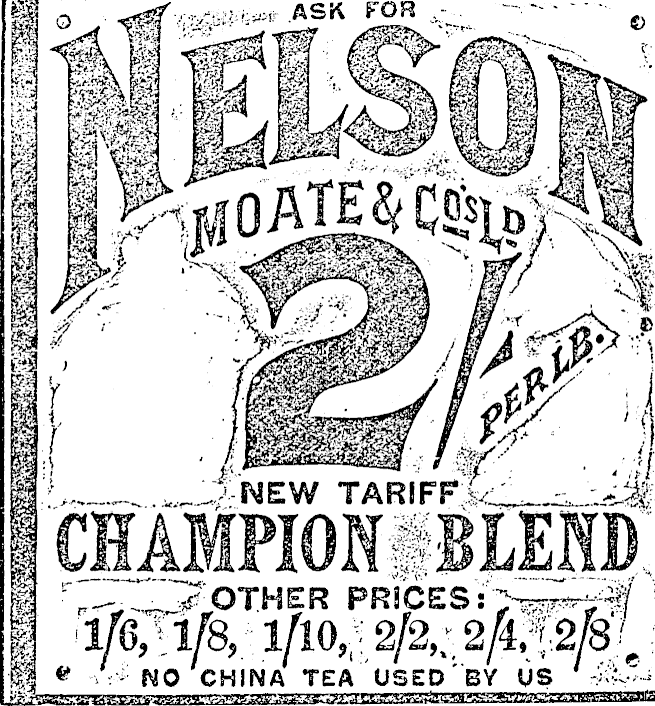 ASK FOR
NELSON
MOATE & CO'S LD
2/-
PER LB.
NEW TARIFF
CHAMPION BLEND
OTHER PRICES:
1/6, 1/8, 1/10, 2/2, 2/4, 2/8
NO CHINA TEA USED BY US